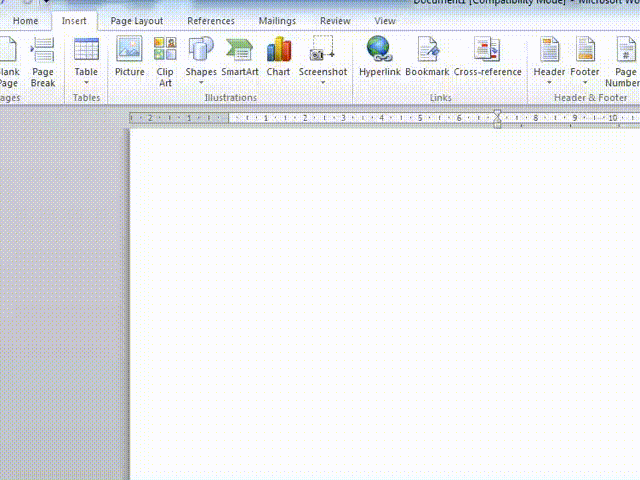 Document1 [Compatibility Mode] - Microsoft Wo
Home Insert Page Layout References Mailings Review View
lank Page Page Break Table Picture Clip Art Shapes SmartArt Chart Screenshot Hyperlink Bookmark Cross-reference Header Footer Page Number
ages Tables Illustrations Links Header & Footer
2 1 1 2 3 4 5 6 8 9 10